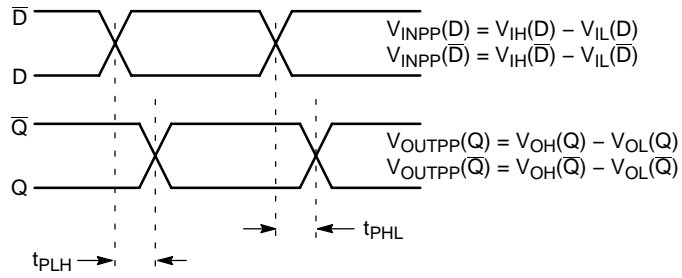 D̅
V_INPP(D) = V_IH(D) − V_IL(D)
V_INPP(D̅) = V_IH(D̅) − V_IL(D̅)
D
Q̅
V_OUTPP(Q) = V_OH(Q) − V_OL(Q)
V_OUTPP(Q̅) = V_OH(Q̅) − V_OL(Q̅)
Q
t_PHL
t_PLH